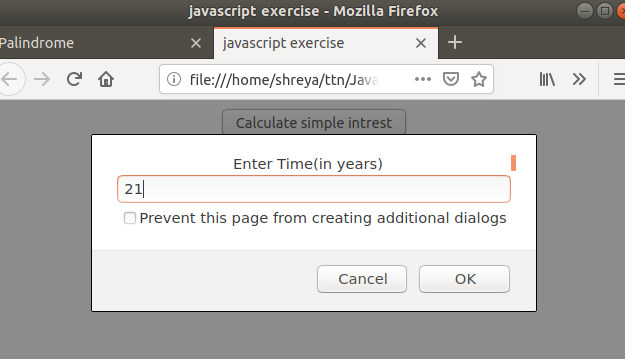 javascript exercise - Mozilla Firefox
Palindrome
javascript exercise
file:///home/shreya/ttn/Java
Calculate simple intrest
Enter Time(in years)
21
Prevent this page from creating additional dialogs
Cancel OK